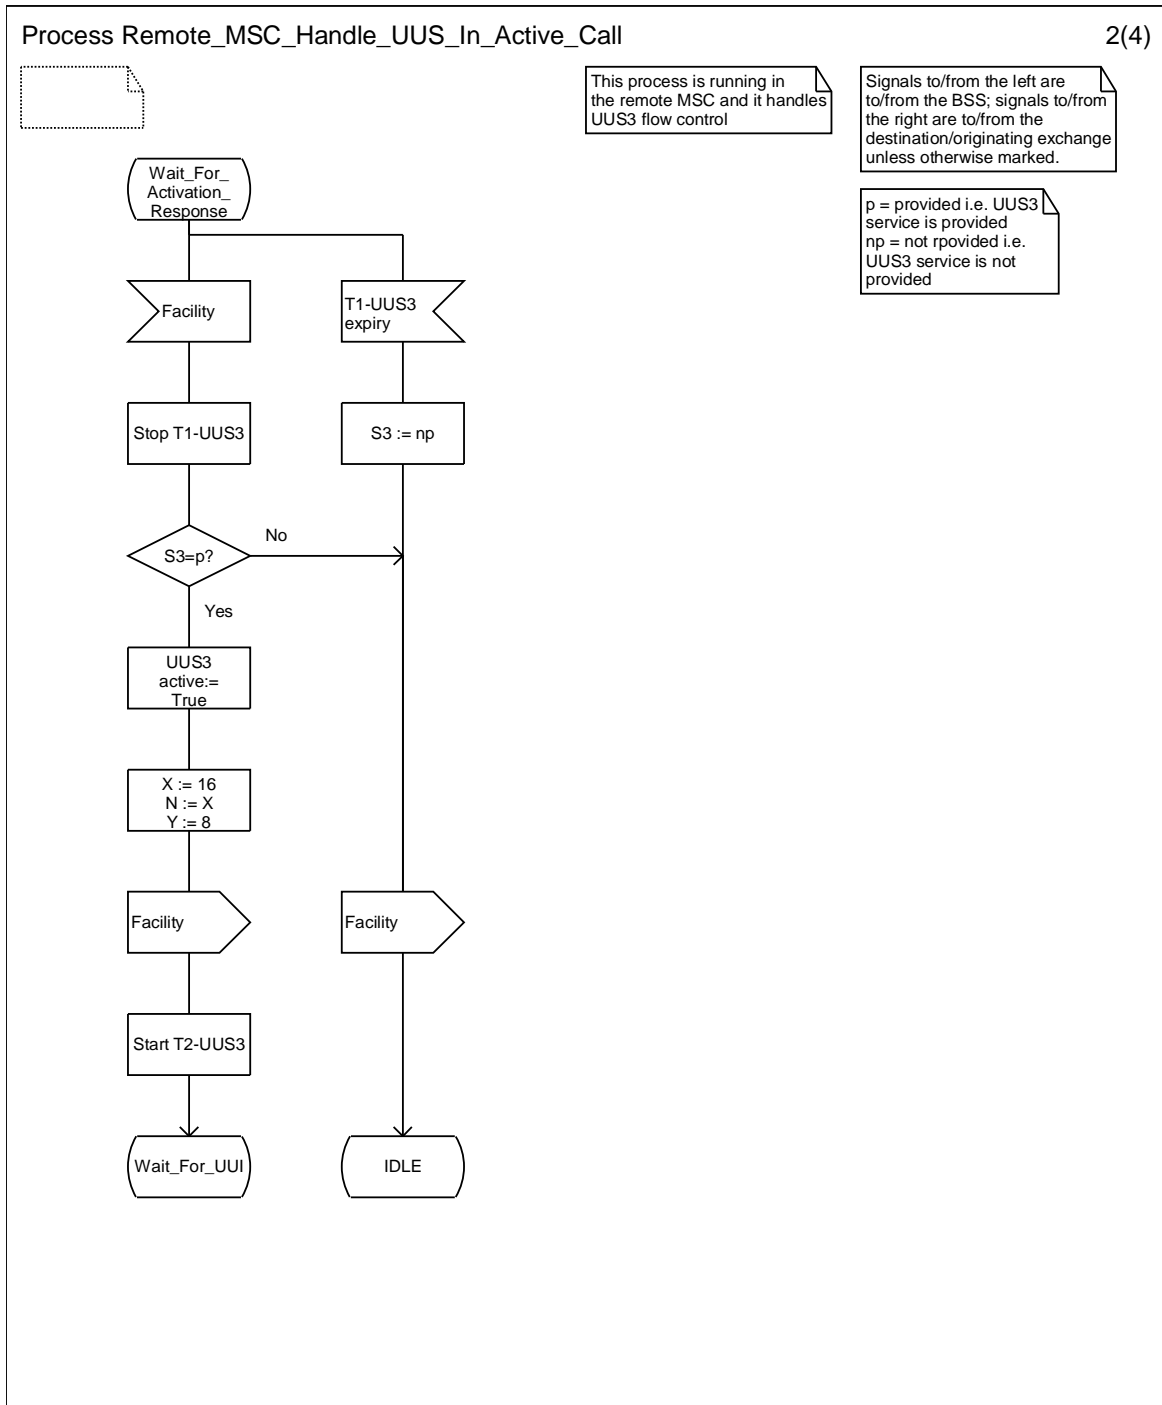 Process Remote_MSC_Handle_UUS_In_Active_Call
2(4)
This process is running in
the remote MSC and it handles
UUS3 flow control
Signals to/from the left are
to/from the BSS; signals to/from
the right are to/from the
destination/originating exchange
unless otherwise marked.
p = provided i.e. UUS3
service is provided
np = not rpovided i.e.
UUS3 service is not
provided
Wait_For_
Activation_
Response
Facility
T1-UUS3
expiry
Stop T1-UUS3
S3 := np
S3=p?
No
Yes
UUS3
active:=
True
X := 16
N := X
Y := 8
Facility
Facility
Start T2-UUS3
Wait_For_UUI
IDLE